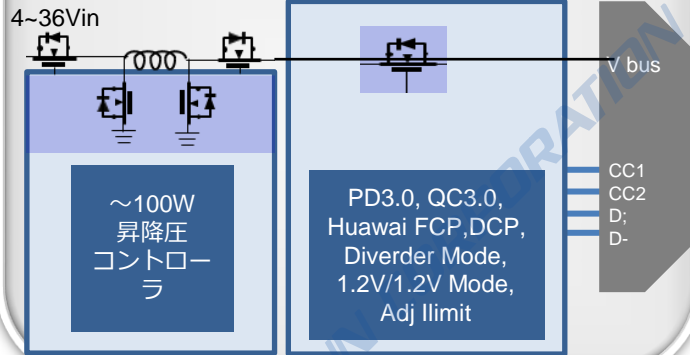 4~36Vin
V bus
CC1
CC2
D;
D-
～100W
昇降圧
コントロー
ラ
PD3.0, QC3.0,
Huawai FCP,DCP,
Diverder Mode,
1.2V/1.2V Mode,
Adj Ilimit